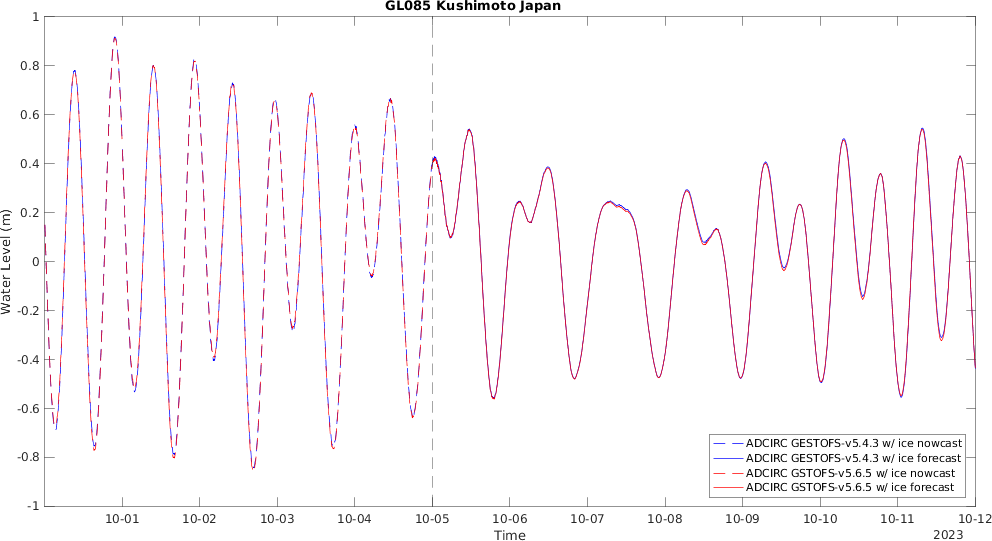 GL085 Kushimoto Japan
1
0.8
0.6
0.4
0.2
0
-0.2
-0.4
-0.6
-0.8
-1
Water Level (m)
ADCIRC GESTOFS-v5.4.3 w/ ice nowcast
ADCIRC GESTOFS-v5.4.3 w/ ice forecast
ADCIRC GSTOFS-v5.6.5 w/ ice nowcast
ADCIRC GSTOFS-v5.6.5 w/ ice forecast
10-01 10-02 10-03 10-04 10-05 10-06 10-07 10-08 10-09 10-10 10-11 10-12
Time
2023